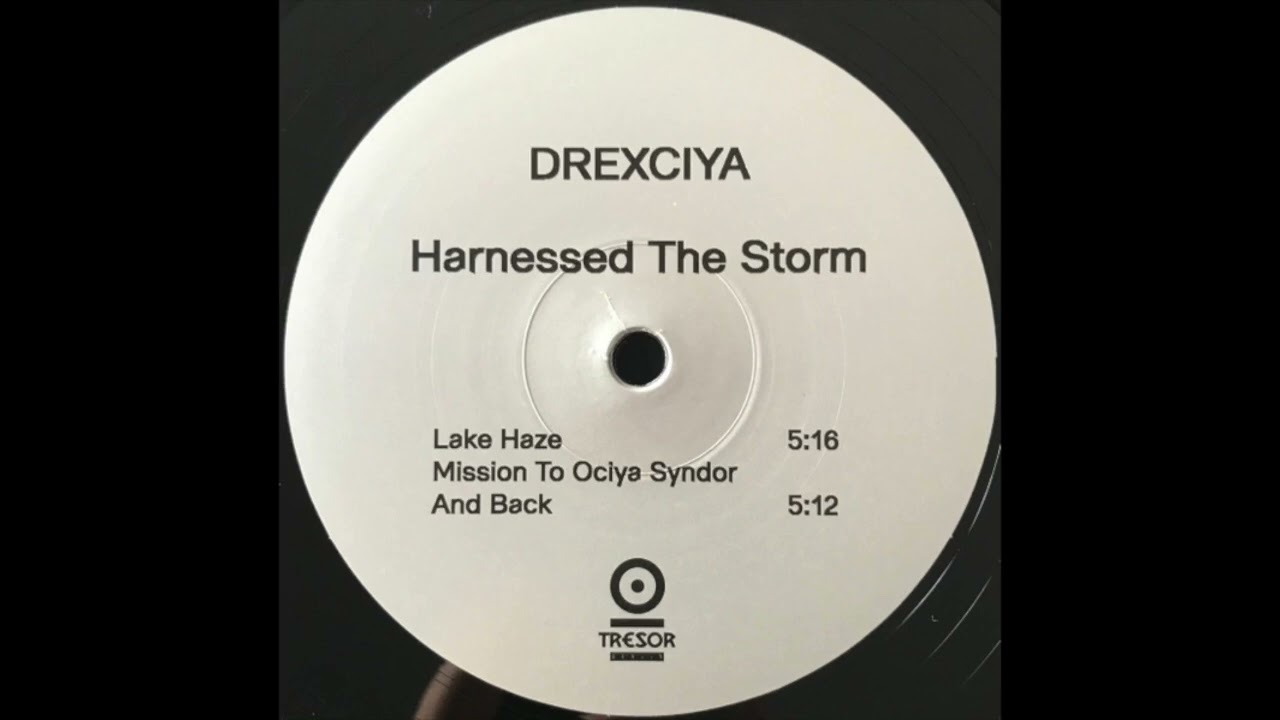 DREXCIYA
Harnessed The Storm
Lake Haze 5:16
Mission To Ociya Syndor
And Back 5:12
TRESOR